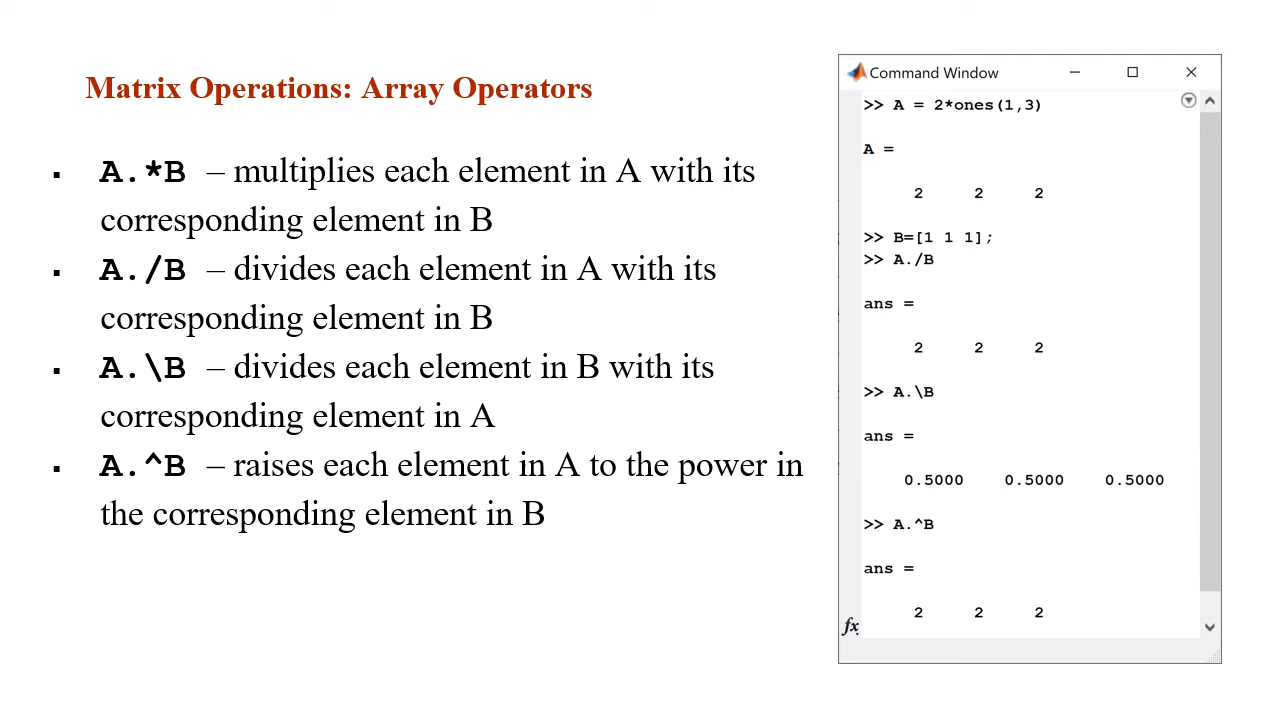 Matrix Operations: Array Operators
▪ A.*B – multiplies each element in A with its
corresponding element in B
▪ A./B – divides each element in A with its
corresponding element in B
▪ A.\B – divides each element in B with its
corresponding element in A
▪ A.^B – raises each element in A to the power in
the corresponding element in B
Command Window
>> A = 2*ones(1,3)
A =
2 2 2
>> B=[1 1 1];
>> A./B
ans =
2 2 2
>> A.\B
ans =
0.5000 0.5000 0.5000
>> A.^B
ans =
2 2 2
fx